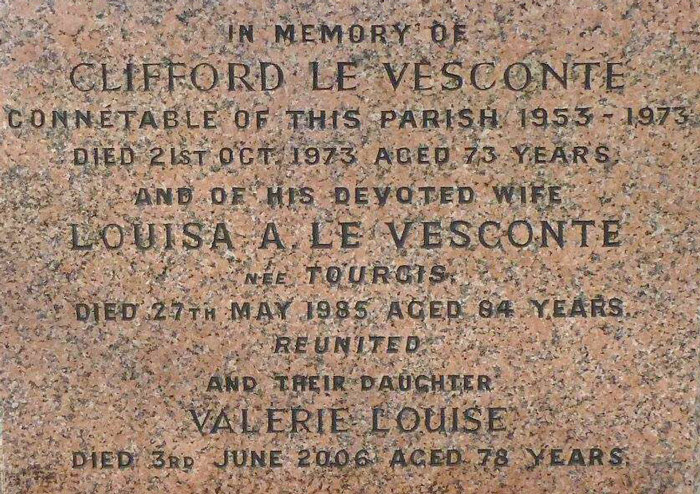 IN MEMORY OF
CLIFFORD LE VESCONTE
CONNÉTABLE OF THIS PARISH 1953 - 1973
DIED 21ST OCT. 1973 AGED 73 YEARS.
AND OF HIS DEVOTED WIFE
LOUISA A. LE VESCONTE
NÉE TOURGIS.
DIED 27TH MAY 1985 AGED 84 YEARS.
REUNITED
AND THEIR DAUGHTER
VALERIE LOUISE
DIED 3RD JUNE 2006 AGED 78 YEARS.